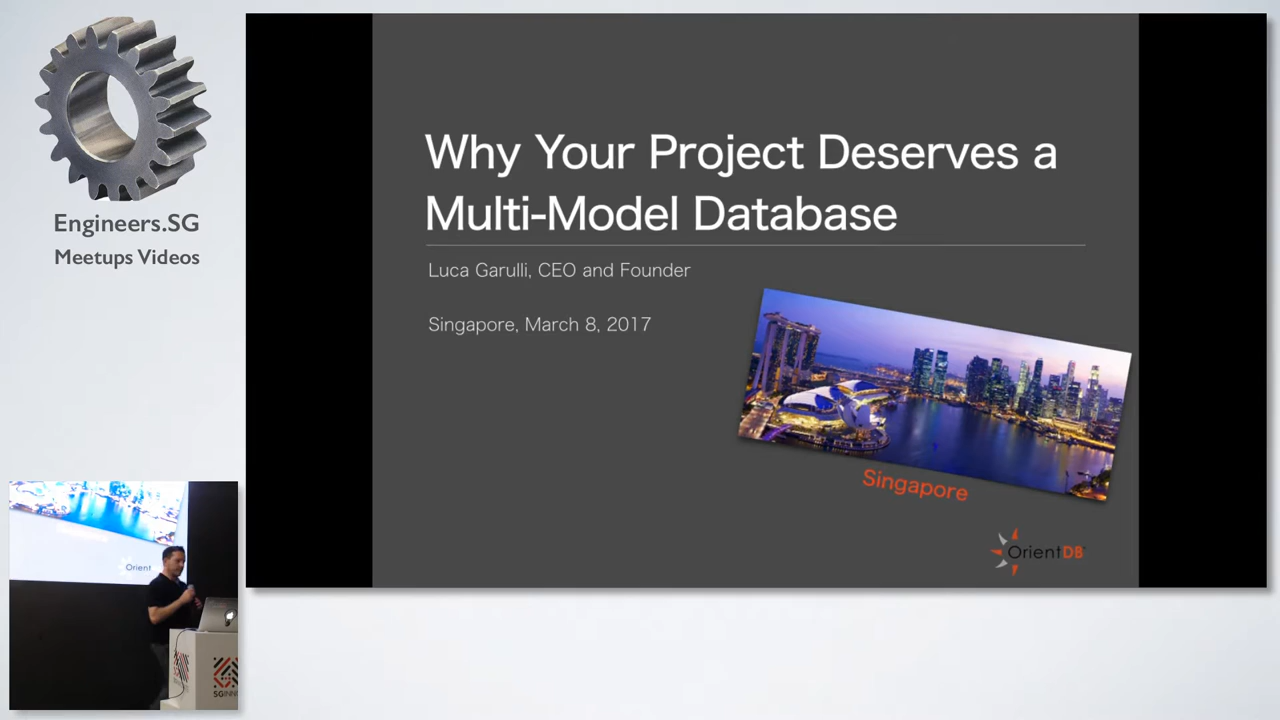 Engineers.SG
Meetups Videos
Why Your Project Deserves a
Multi-Model Database
Luca Garulli, CEO and Founder
Singapore, March 8, 2017
Singapore
OrientDB
Orient
SGINN